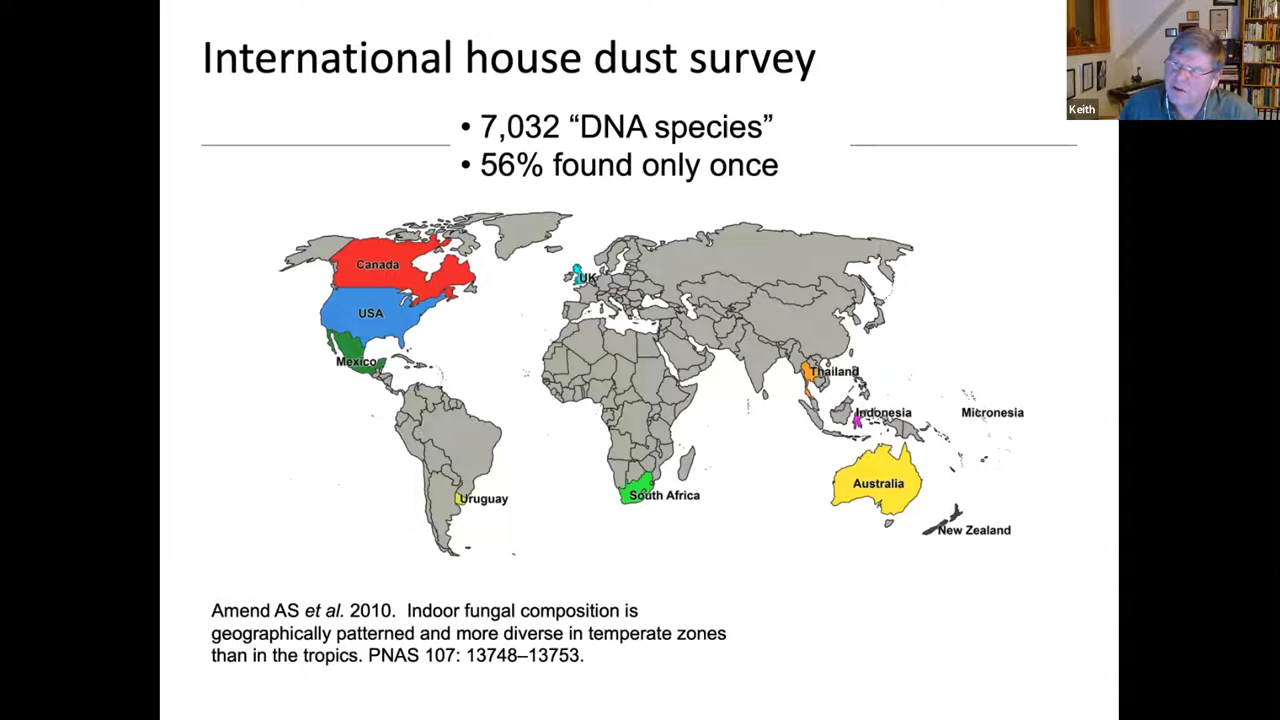 International house dust survey
Keith
• 7,032 “DNA species”
• 56% found only once
Canada
UK
USA
Mexico
Thailand
Indonesia
Micronesia
Australia
South Africa
Uruguay
New Zealand
Amend AS et al. 2010. Indoor fungal composition is
geographically patterned and more diverse in temperate zones
than in the tropics. PNAS 107: 13748–13753.